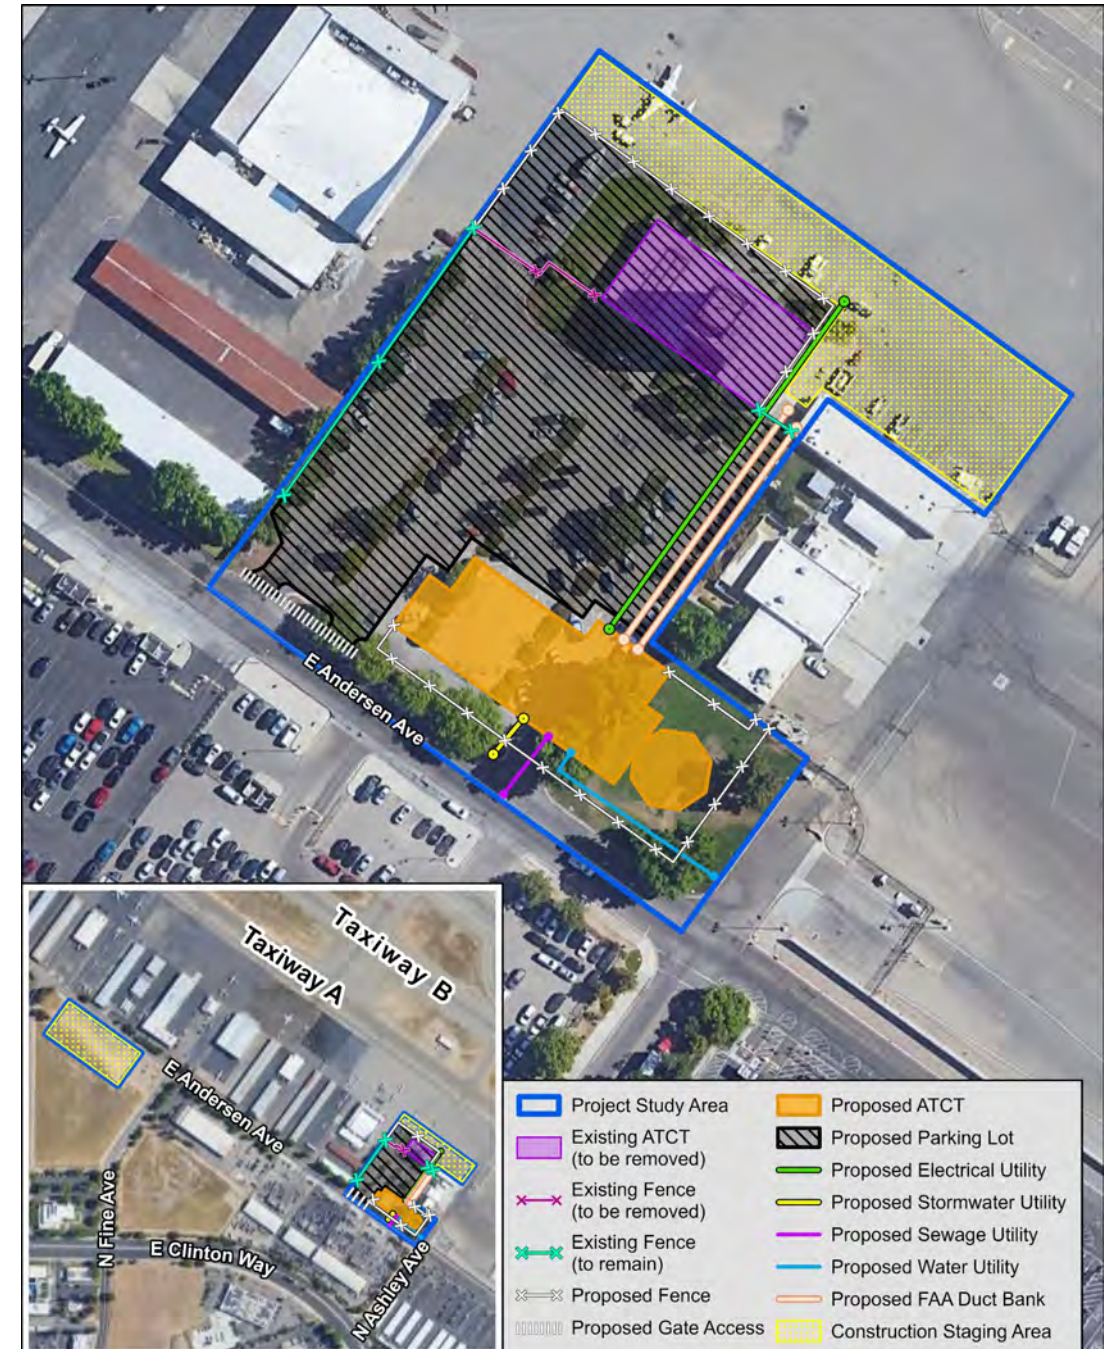 E Andersen Ave
Taxiway B
Taxiway A
E Andersen Ave
N Fine Ave
E Clinton Way
N Ashley Ave
Project Study Area
Existing ATCT
(to be removed)
Existing Fence
(to be removed)
Existing Fence
(to remain)
Proposed Fence
Proposed Gate Access
Proposed ATCT
Proposed Parking Lot
Proposed Electrical Utility
Proposed Stormwater Utility
Proposed Sewage Utility
Proposed Water Utility
Proposed FAA Duct Bank
Construction Staging Area